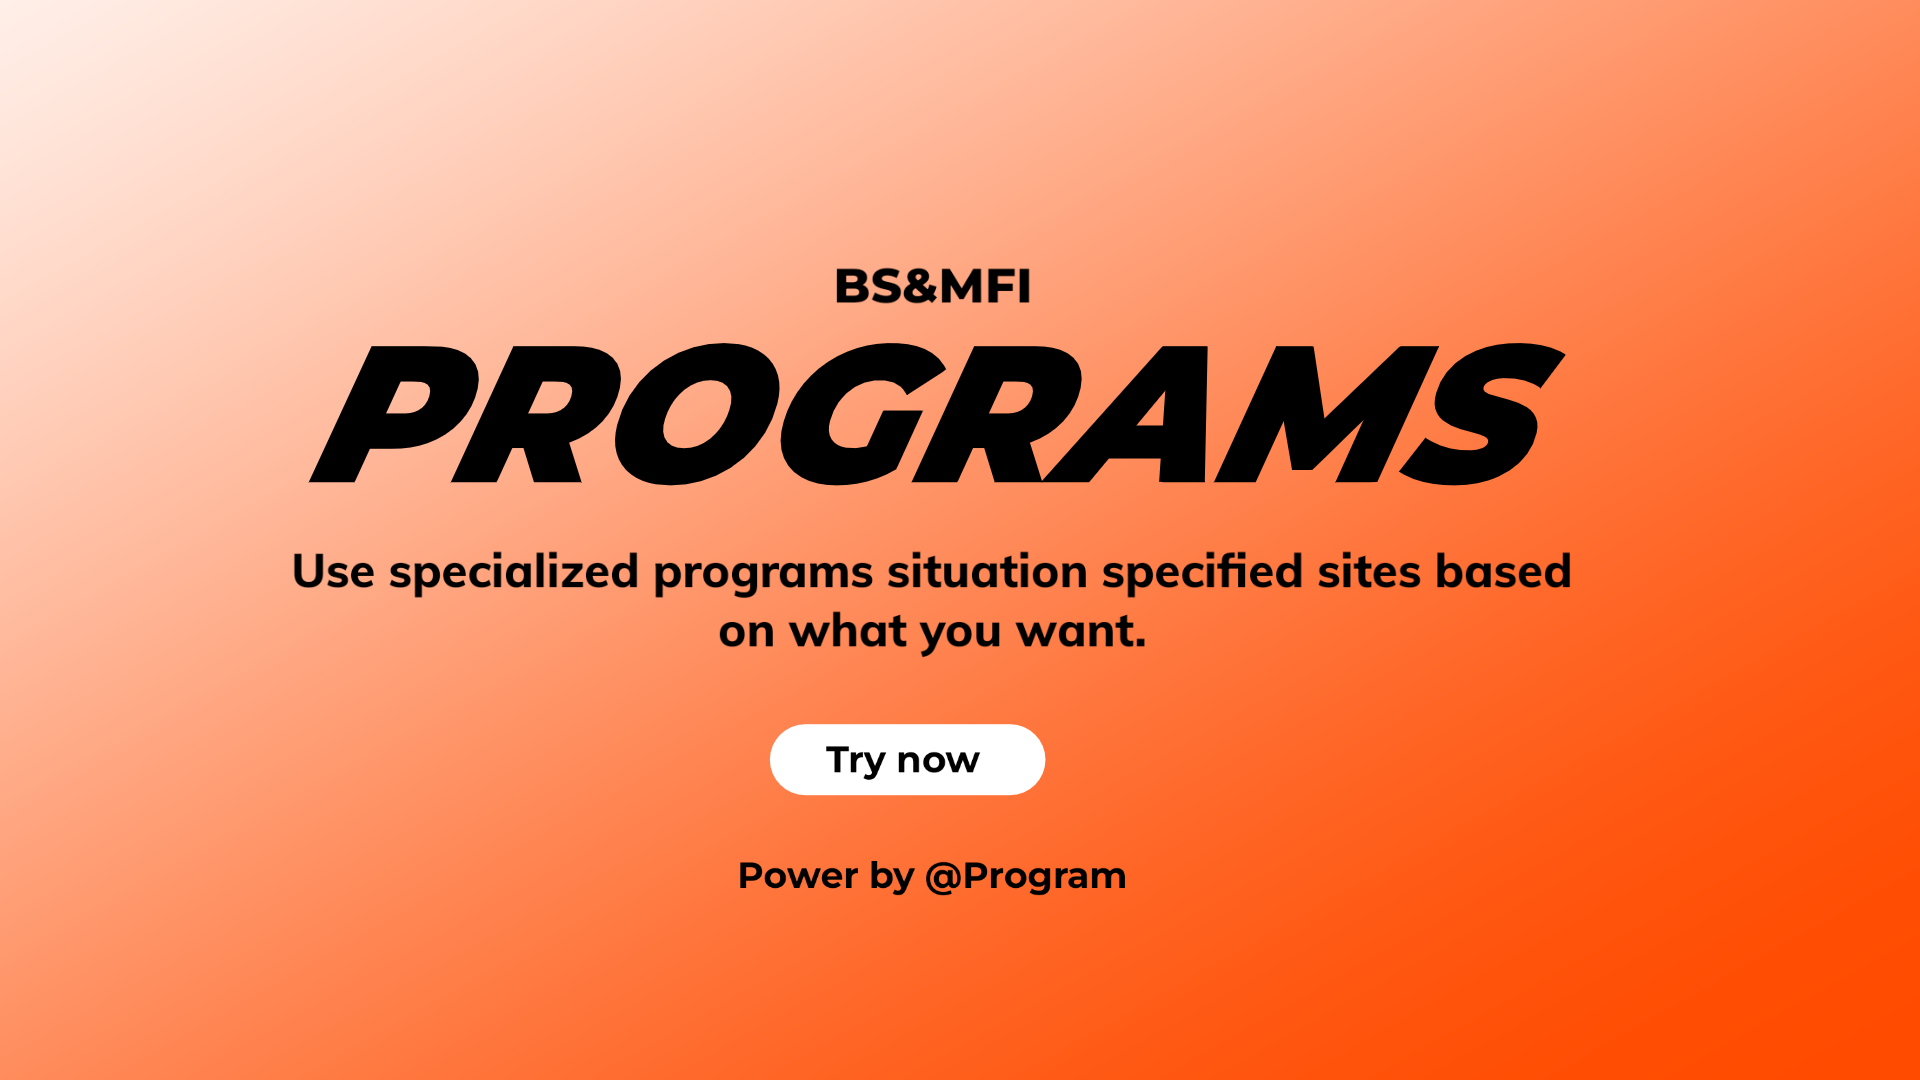 BS&MFI
PROGRAMS
Use specialized programs situation specified sites based
on what you want.
Try now
Power by @Program